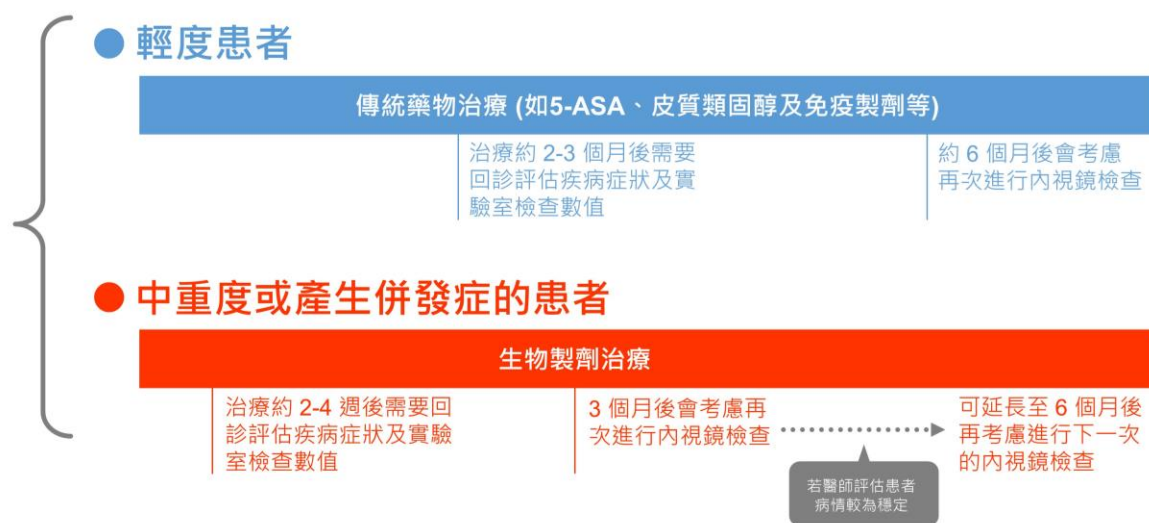 輕度患者
傳統藥物治療 (如5-ASA、皮質類固醇及免疫製劑等)
治療約 2-3 個月後需要
回診評估疾病症狀及實
驗室檢查數值
約 6 個月後會考慮
再次進行內視鏡檢查
中重度或產生併發症的患者
生物製劑治療
治療約 2-4 週後需要回
診評估疾病症狀及實驗
室檢查數值
3 個月後會考慮再
次進行內視鏡檢查
若醫師評估患者
病情較為穩定
可延長至 6 個月後
再考慮進行下一次
的內視鏡檢查